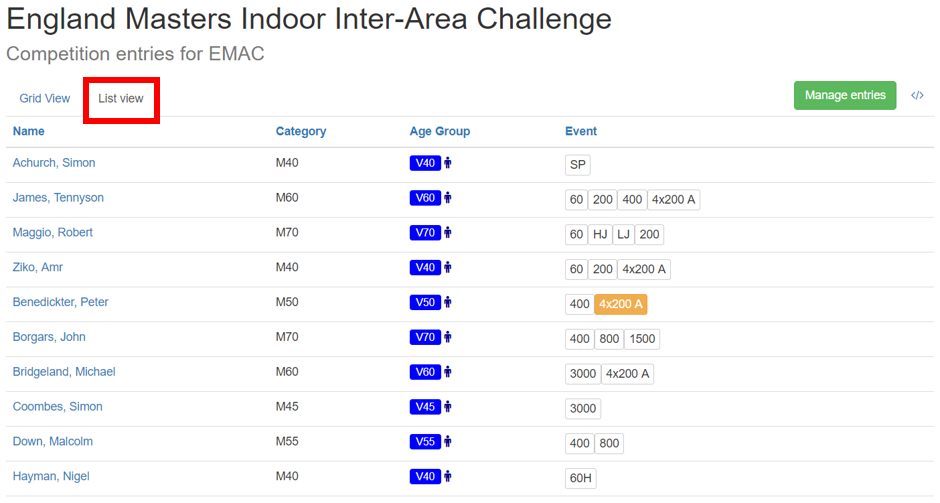 England Masters Indoor Inter-Area Challenge
Competition entries for EMAC
Grid View List view Manage entries </>
Name Category Age Group Event
Achurch, Simon M40 V40 SP
James, Tennyson M60 V60 60 200 400 4x200 A
Maggio, Robert M70 V70 60 HJ LJ 200
Ziko, Amr M40 V40 60 200 4x200 A
Benedickter, Peter M50 V50 400 4x200 A
Borgars, John M70 V70 400 800 1500
Bridgeland, Michael M60 V60 3000 4x200 A
Coombes, Simon M45 V45 3000
Down, Malcolm M55 V55 400 800
Hayman, Nigel M40 V40 60H